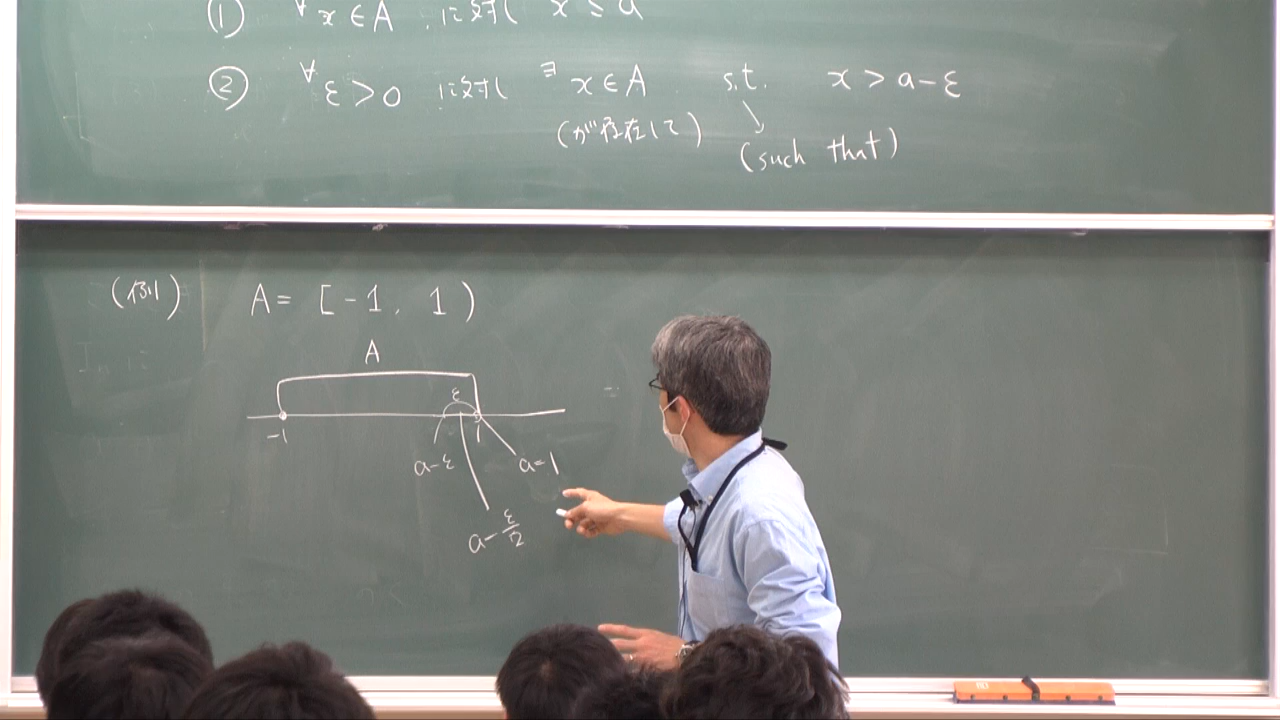 ① ∀x∈A に対し x ≦ a
② ∀ε>0 に対し ∃x∈A s.t. x > a-ε
(が存在して) (such that)
(例) A= [-1, 1)
A
ε
-1 1
a-ε a=1
a-ε/2